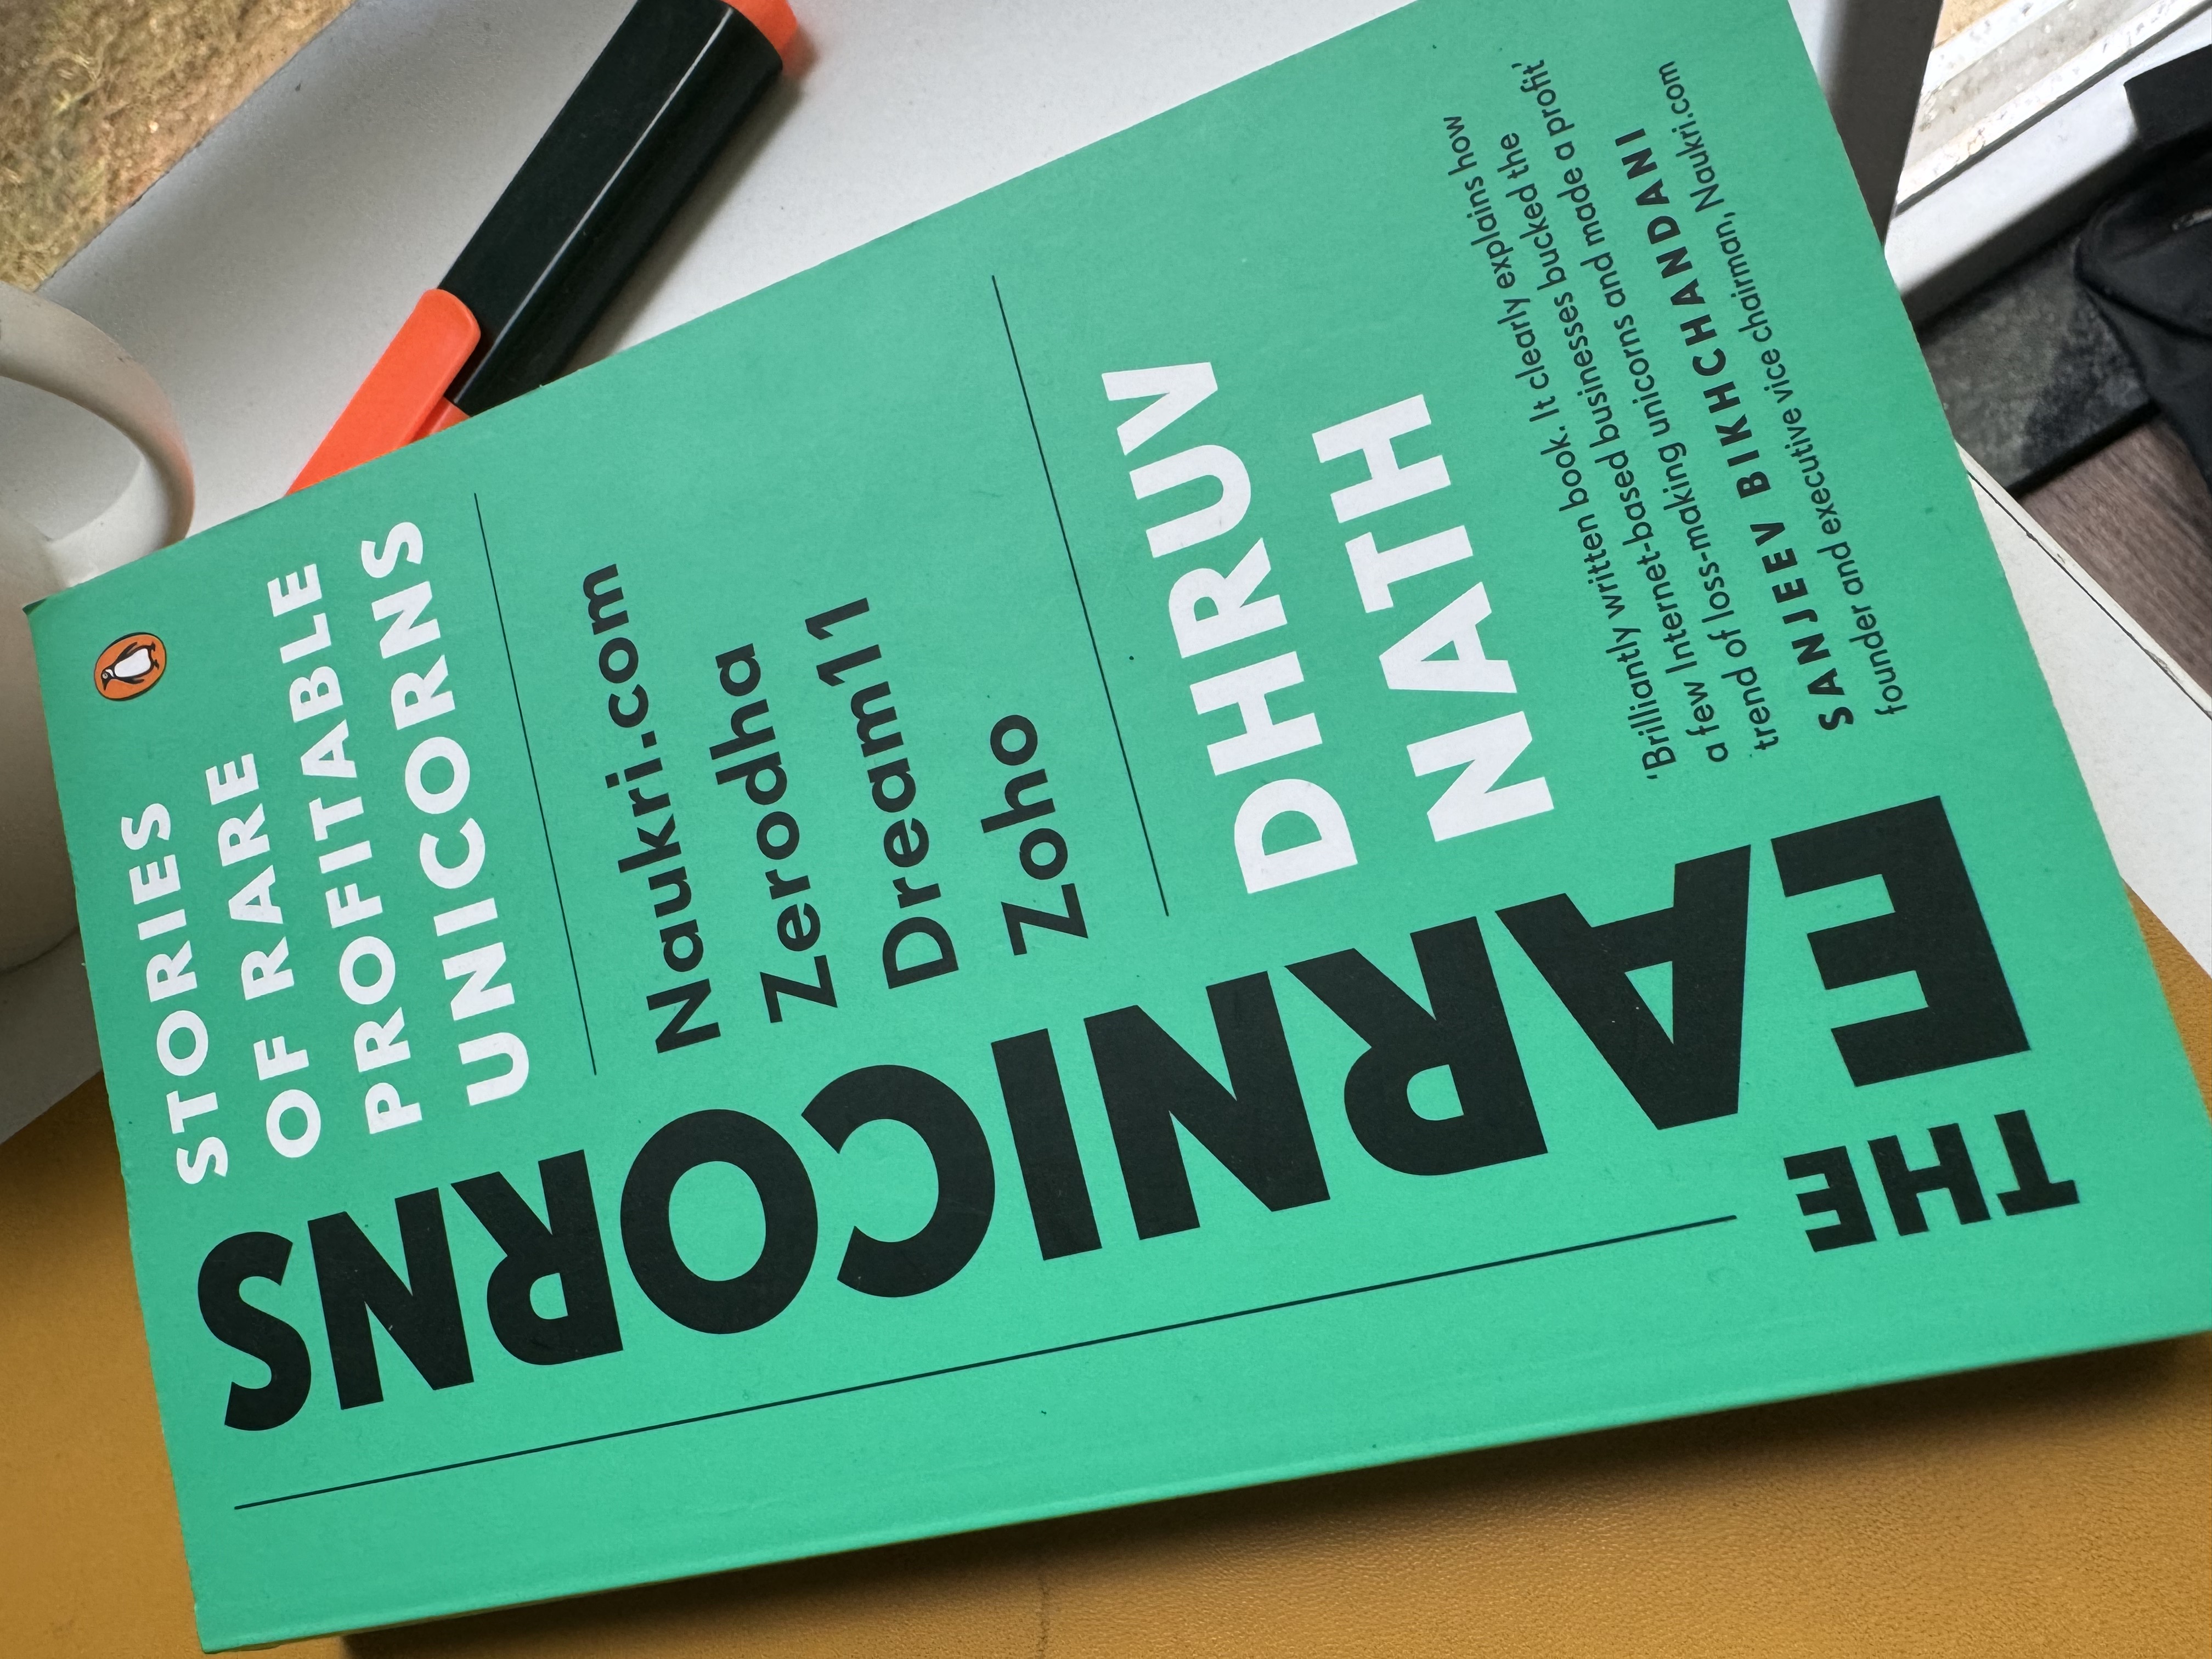 THE
EARNICORNS
STORIES
OF RARE
PROFITABLE
UNICORNS
Naukri.com
Zerodha
Dream11
Zoho
DHRUV
NATH
‘Brilliantly written book. It clearly explains how
a few Internet-based businesses bucked the
trend of loss-making unicorns and made a profit’
SANJEEV BIKHCHANDANI
founder and executive vice chairman, Naukri.com